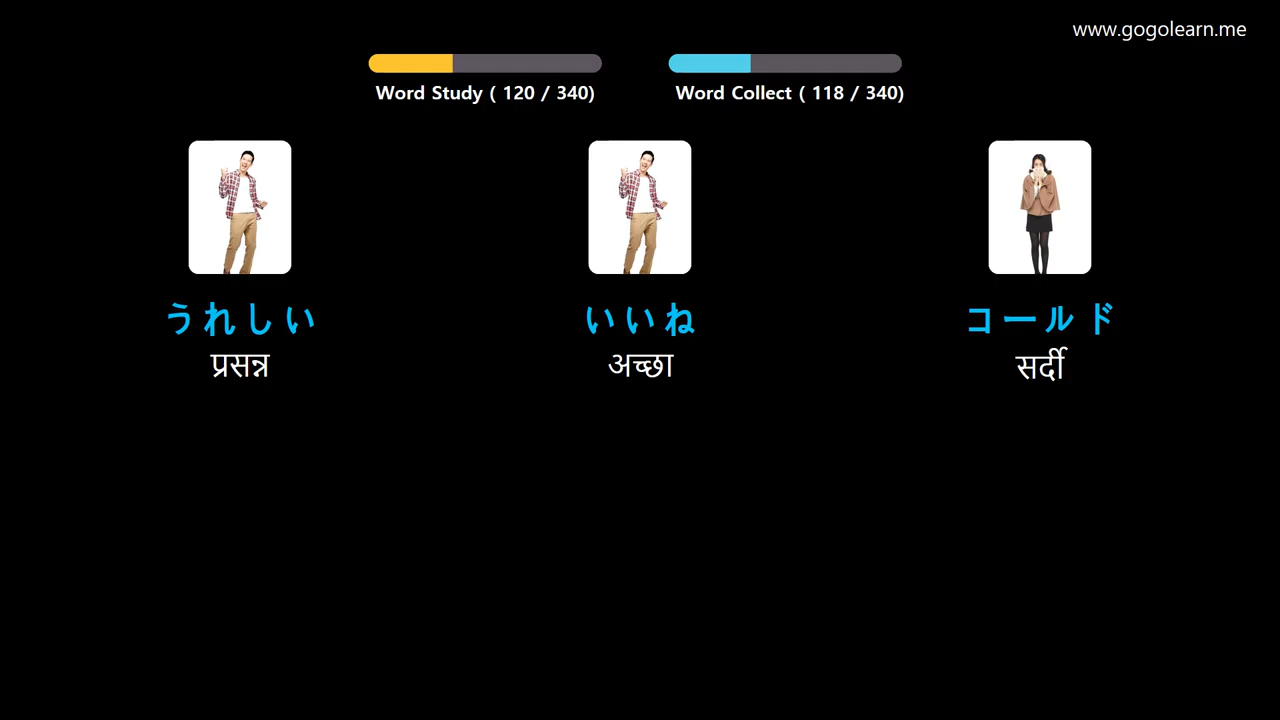 www.gogolearn.me
Word Study ( 120 / 340)
Word Collect ( 118 / 340)
うれしい
प्रसन्न
いいね
अच्छा
コールド
सर्दी